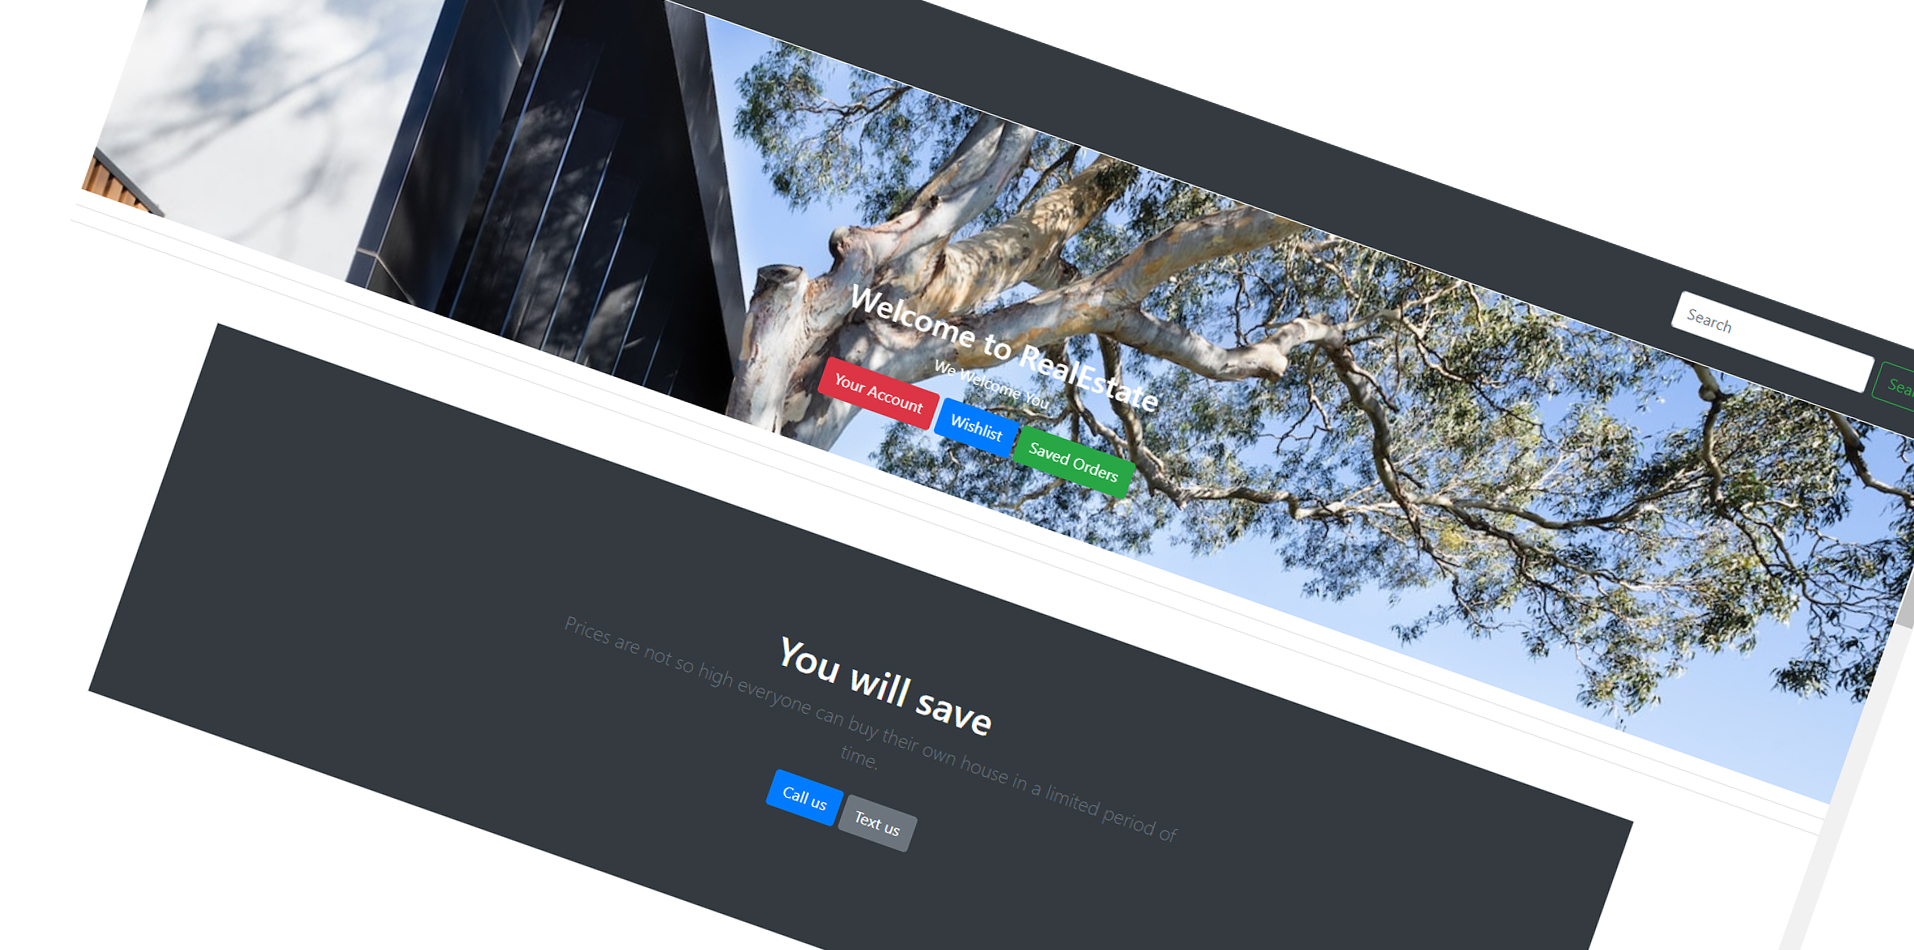 Search
Welcome to RealEstate
We Welcome You
Your Account
Wishlist
Saved Orders
You will save
Prices are not so high everyone can buy their own house in a limited period of
time.
Call us
Text us